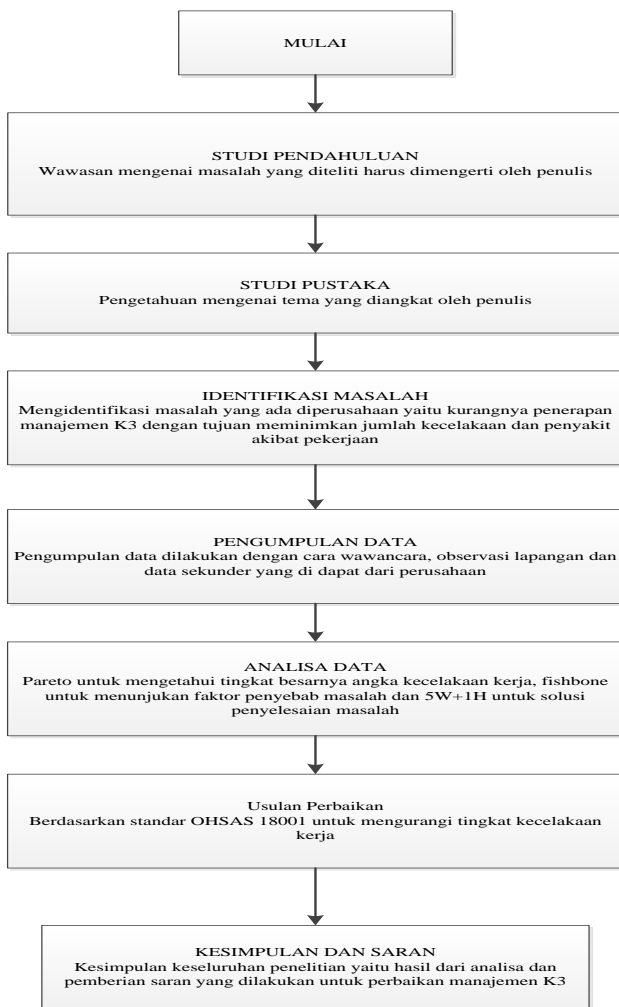 MULAI
STUDI PENDAHULUAN
Wawasan mengenai masalah yang diteliti harus dimengerti oleh penulis
STUDI PUSTAKA
Pengetahuan mengenai tema yang diangkat oleh penulis
IDENTIFIKASI MASALAH
Mengidentifikasi masalah yang ada diperusahaan yaitu kurangnya penerapan
manajemen K3 dengan tujuan meminimkan jumlah kecelakaan dan penyakit
akibat pekerjaan
PENGUMPULAN DATA
Pengumpulan data dilakukan dengan cara wawancara, observasi lapangan dan
data sekunder yang di dapat dari perusahaan
ANALISA DATA
Pareto untuk mengetahui tingkat besarnya angka kecelakaan kerja, fishbone
untuk menunjukan faktor penyebab masalah dan 5W+1H untuk solusi
penyelesaian masalah
Usulan Perbaikan
Berdasarkan standar OHSAS 18001 untuk mengurangi tingkat kecelakaan
kerja
KESIMPULAN DAN SARAN
Kesimpulan keseluruhan penelitian yaitu hasil dari analisa dan
pemberian saran yang dilakukan untuk perbaikan manajemen K3